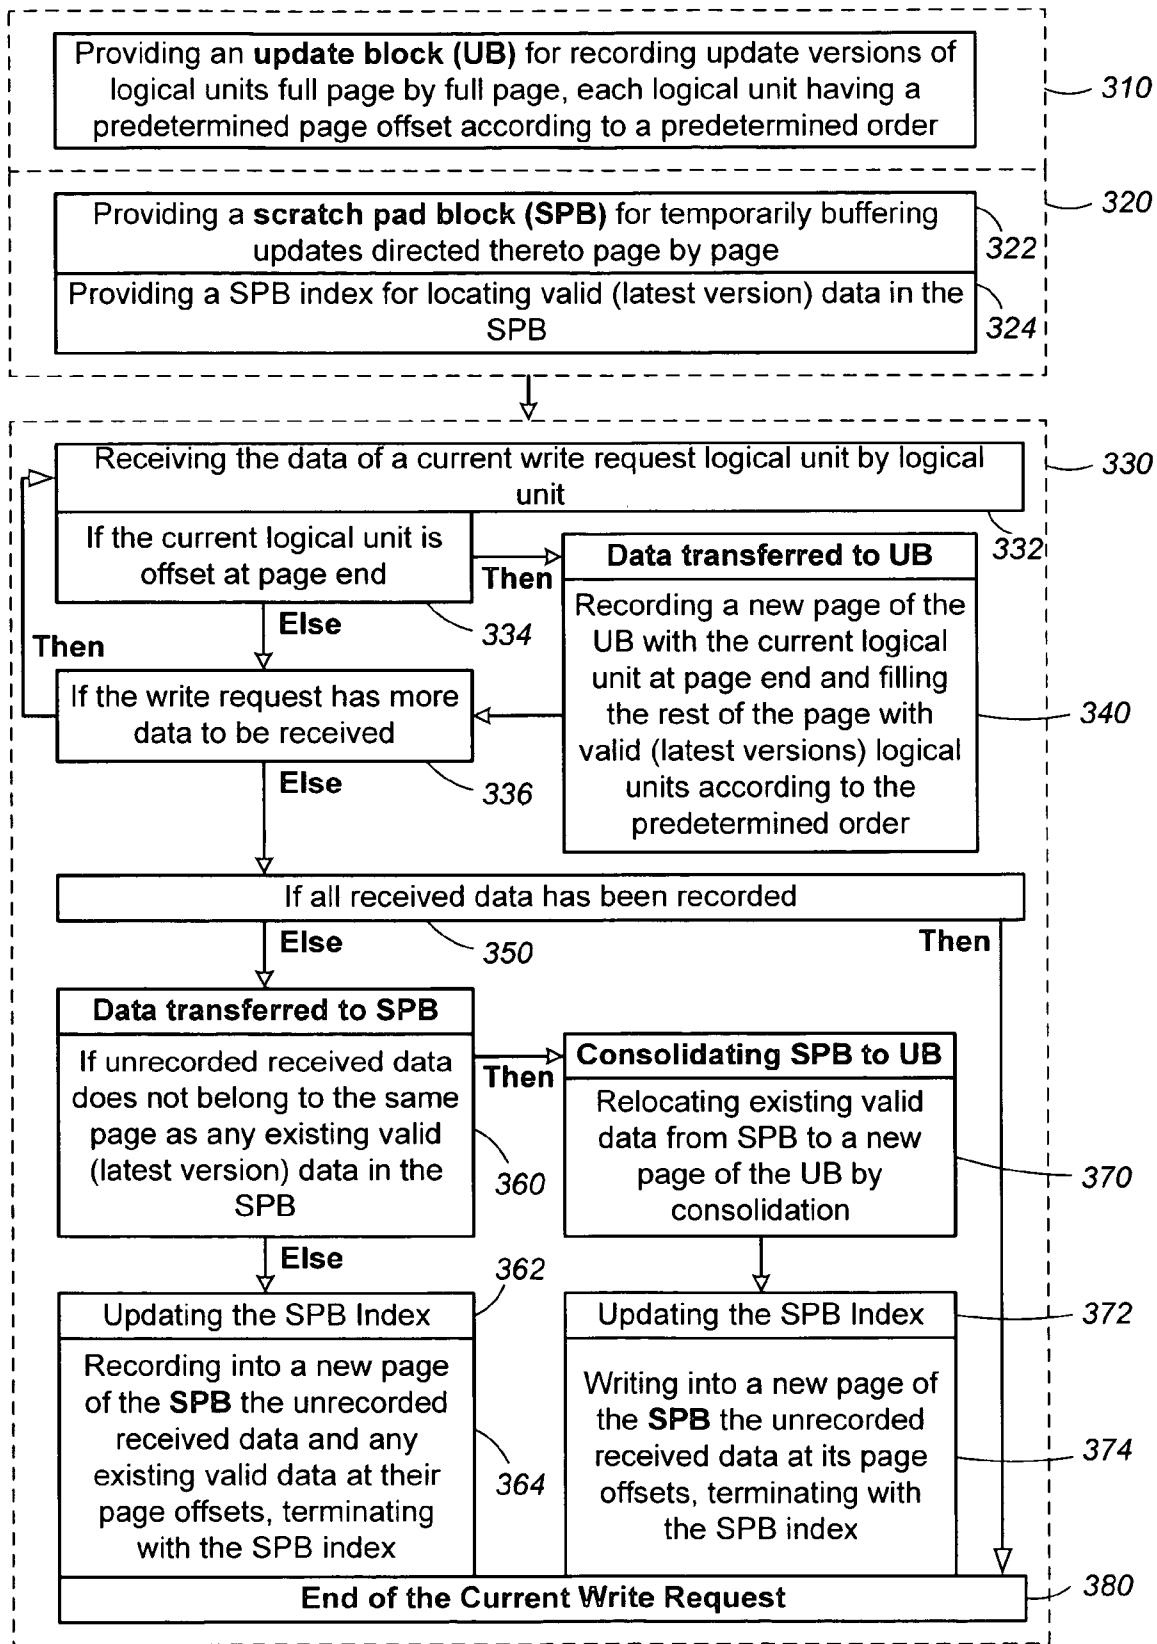 Providing an update block (UB) for recording update versions of
logical units full page by full page, each logical unit having a
predetermined page offset according to a predetermined order
310
Providing a scratch pad block (SPB) for temporarily buffering
updates directed thereto page by page
320
322
Providing a SPB index for locating valid (latest version) data in the
SPB
324
Receiving the data of a current write request logical unit by logical
unit
330
332
If the current logical unit is
offset at page end
Then
334
Else
Data transferred to UB
Recording a new page of the
UB with the current logical
unit at page end and filling
the rest of the page with
valid (latest versions) logical
units according to the
predetermined order
340
Then
If the write request has more
data to be received
336
Else
If all received data has been recorded
350
Else
Then
Data transferred to SPB
If unrecorded received data
does not belong to the same
page as any existing valid
(latest version) data in the
SPB
360
Then
Consolidating SPB to UB
Relocating existing valid
data from SPB to a new
page of the UB by
consolidation
370
Else
362
Updating the SPB Index
Recording into a new page
of the SPB the unrecorded
received data and any
existing valid data at their
page offsets, terminating
with the SPB index
364
Updating the SPB Index
372
Writing into a new page of
the SPB the unrecorded
received data at its page
offsets, terminating with
the SPB index
374
End of the Current Write Request
380